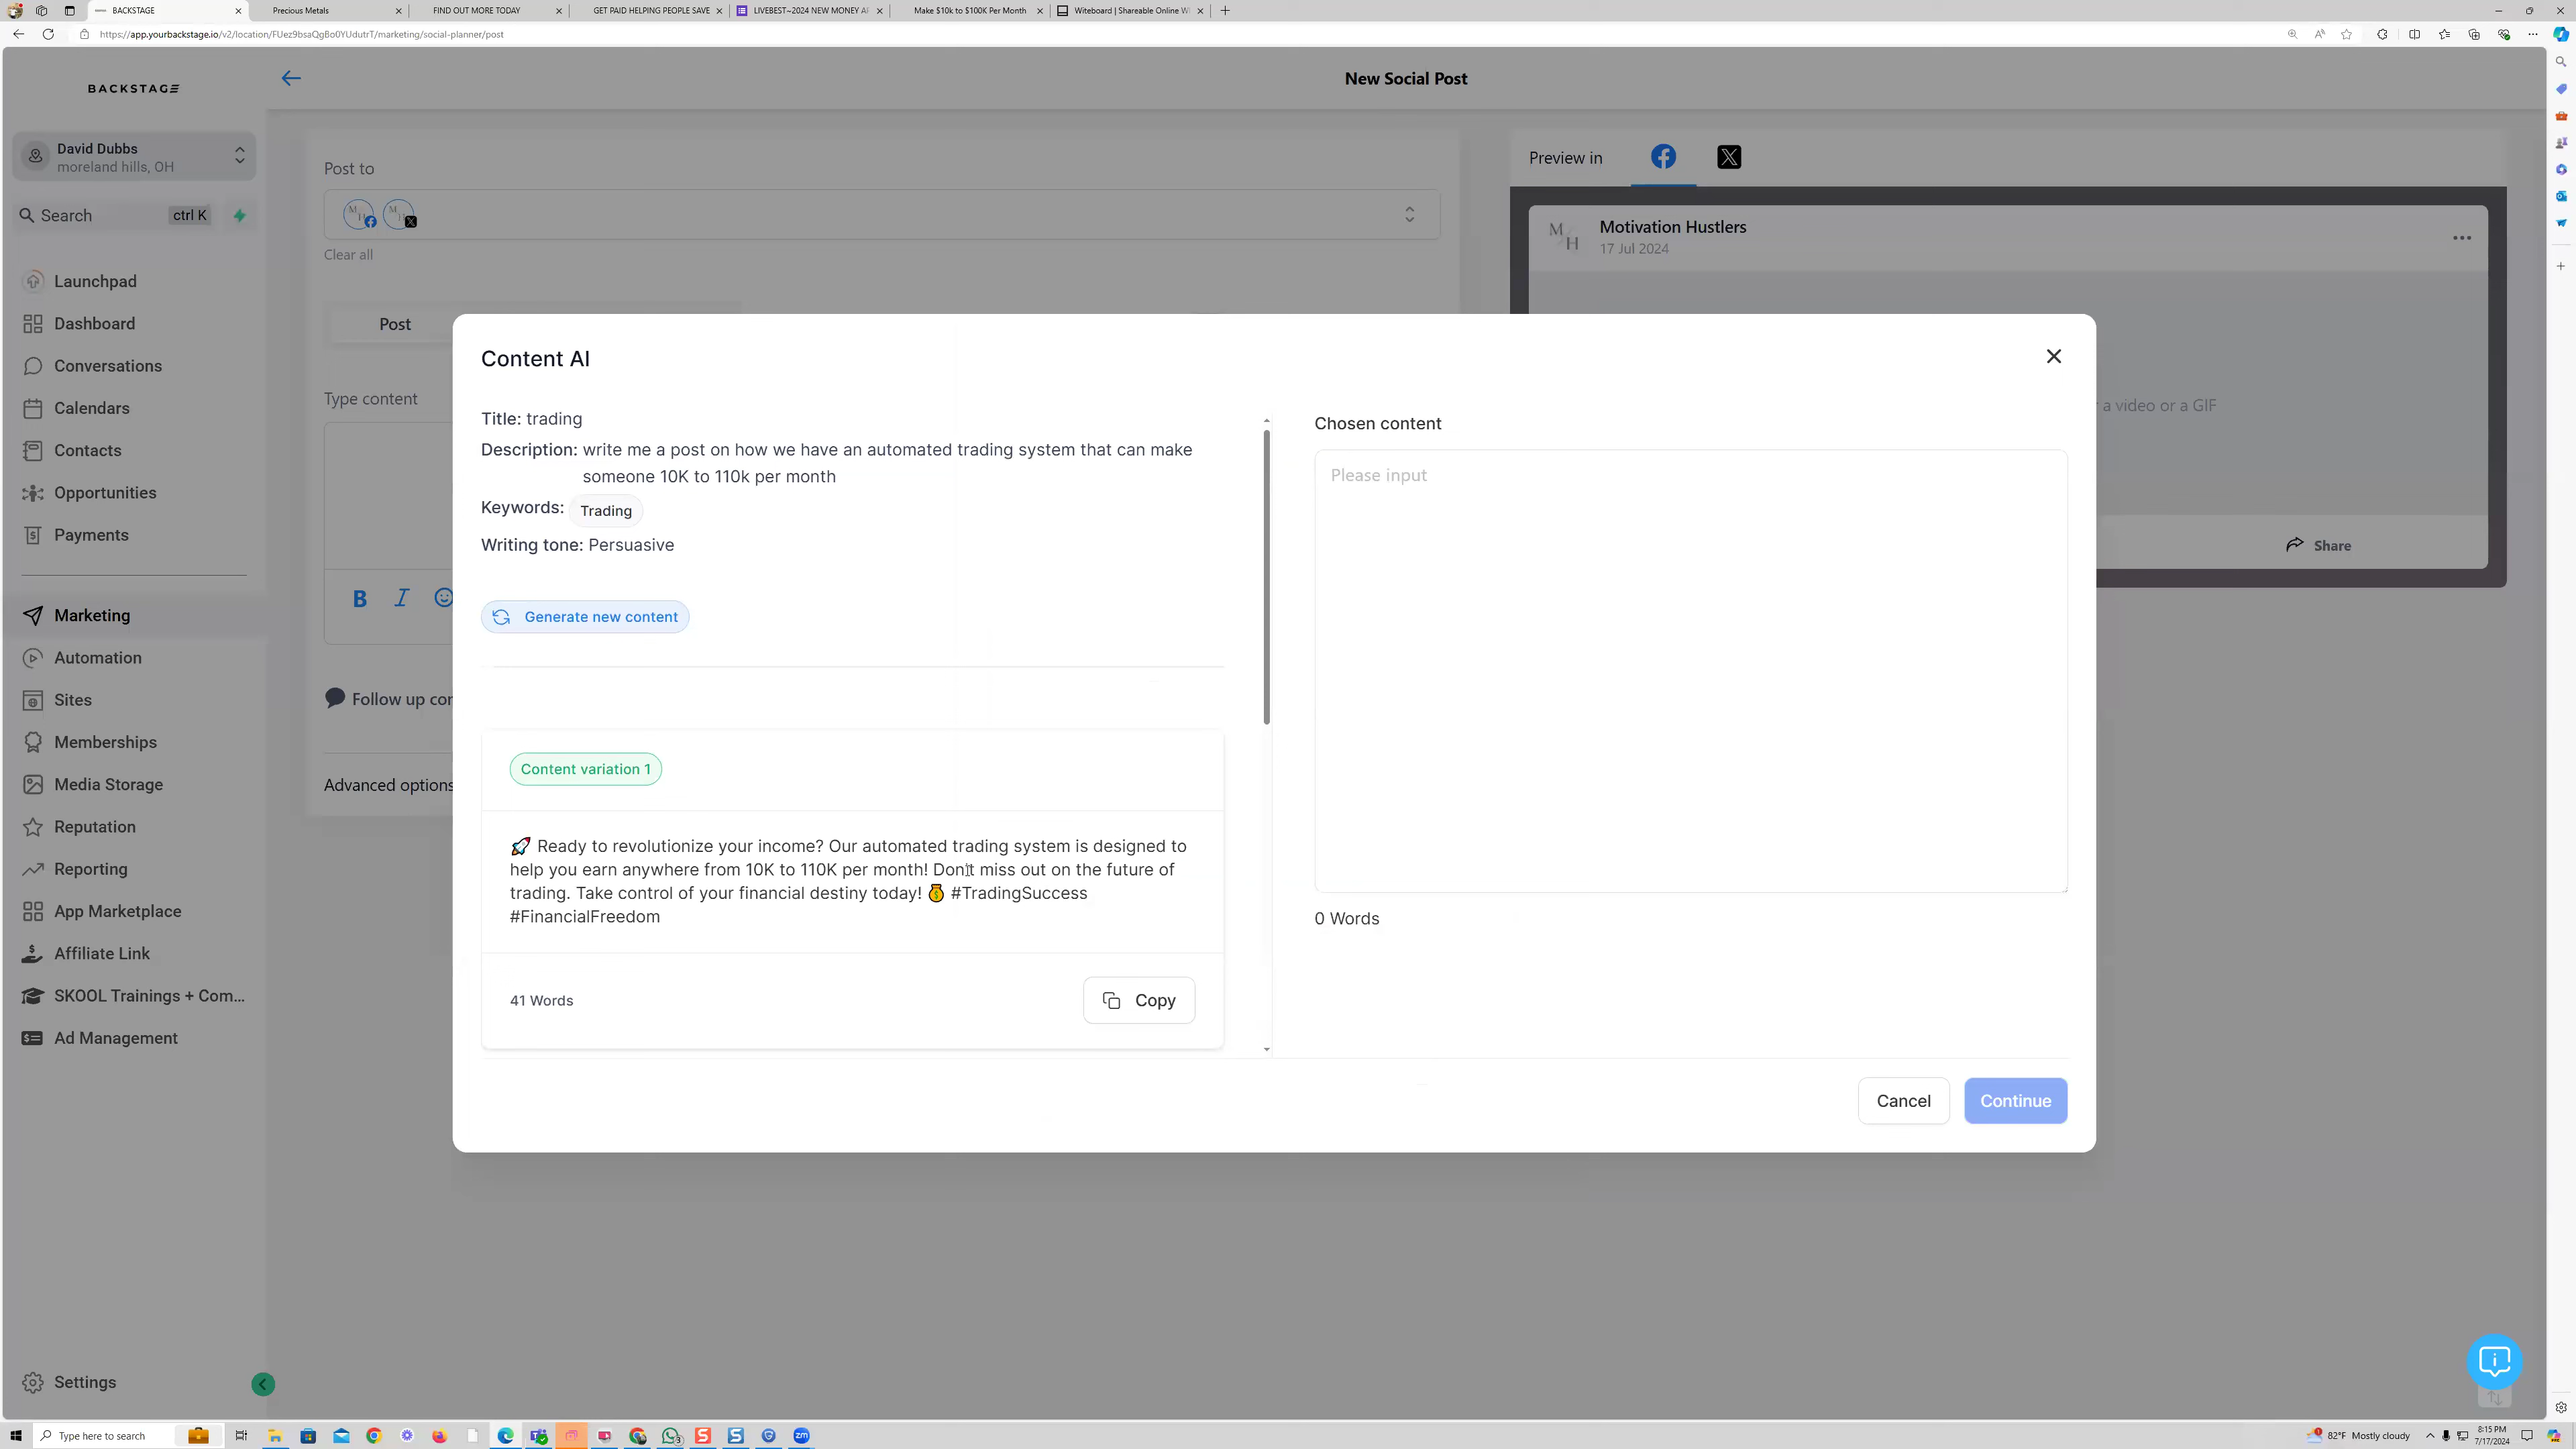 BACKSTAGE
Precious Metals
FIND OUT MORE TODAY
GET PAID HELPING PEOPLE SAVE
LIVEBEST~2024 NEW MONEY
Make $10k to $100K Per Month
Witeboard | Shareable Online W
https://app.yourbackstage.io/v2/location/FUez9bsaQgBo0YUdutrT/marketing/social-planner/post
BACKSTAGE
New Social Post
David Dubbs
moreland hills, OH
Search
ctrl K
Launchpad
Dashboard
Conversations
Calendars
Contacts
Opportunities
Payments
Marketing
Automation
Sites
Memberships
Media Storage
Reputation
Reporting
App Marketplace
Affiliate Link
SKOOL Trainings + Com...
Ad Management
Settings
Post to
Clear all
Post
Type content
B I
Follow up cor
Advanced options
Preview in
Motivation Hustlers
17 Jul 2024
a video or a GIF
Share
Content AI
Title: trading
Description: write me a post on how we have an automated trading system that can make
someone 10K to 110k per month
Keywords: Trading
Writing tone: Persuasive
Generate new content
Content variation 1
🚀 Ready to revolutionize your income? Our automated trading system is designed to
help you earn anywhere from 10K to 110K per month! Don't miss out on the future of
trading. Take control of your financial destiny today! 💰 #TradingSuccess
#FinancialFreedom
41 Words
Copy
Chosen content
Please input
0 Words
Cancel
Continue
Type here to search
82°F Mostly cloudy
8:15 PM
7/17/2024